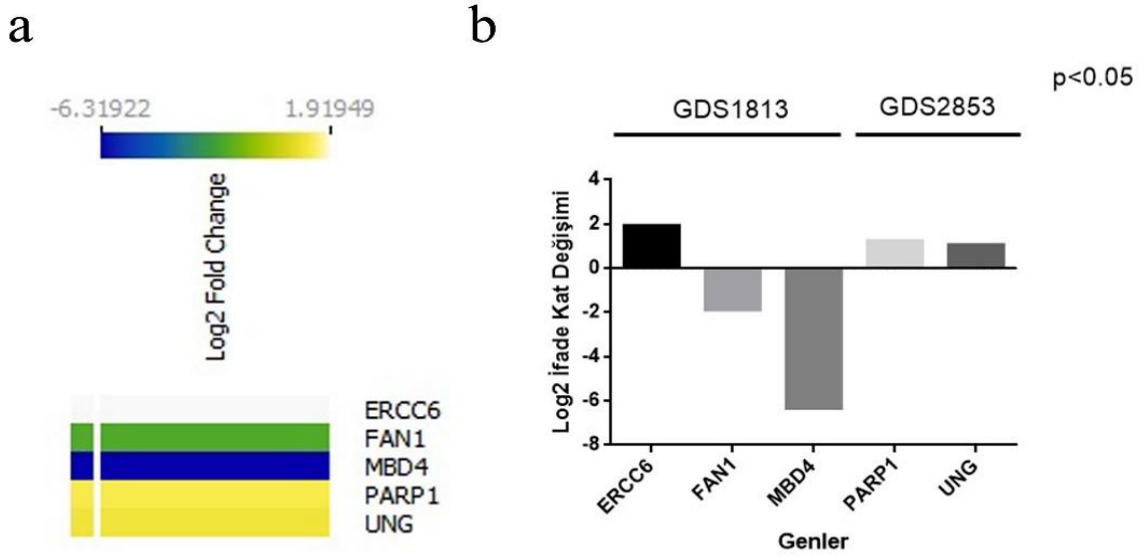 a
-6.31922 1.91949
Log2 Fold Change
ERCC6
FAN1
MBD4
PARP1
UNG
b
p<0.05
GDS1813 GDS2853
Log2 İfade Kat Değişimi
4
2
0
-2
-4
-6
-8
ERCC6 FAN1 MBD4 PARP1 UNG
Genler